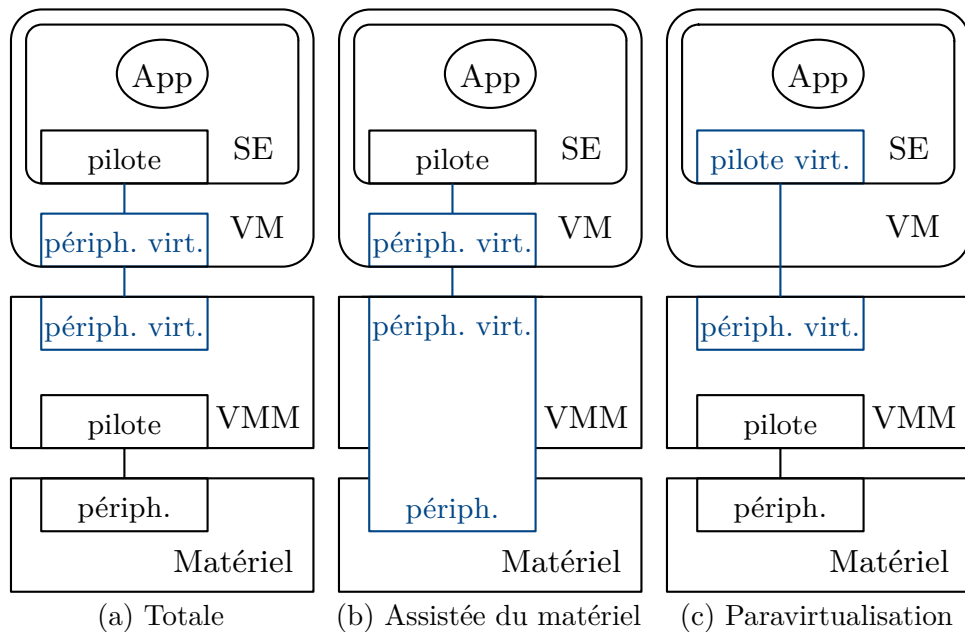 App
SE
pilote
VM
périph. virt.
périph. virt.
VMM
pilote
périph.
Matériel
(a) Totale
App
SE
pilote
VM
périph. virt.
périph. virt.
VMM
périph.
Matériel
(b) Assistée du matériel
App
SE
pilote virt.
VM
périph. virt.
VMM
pilote
périph.
Matériel
(c) Paravirtualisation